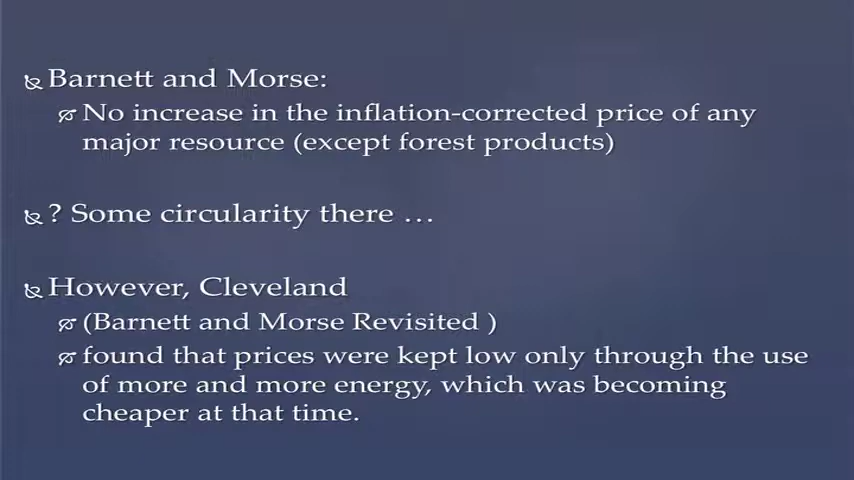 Barnett and Morse:
No increase in the inflation-corrected price of any
major resource (except forest products)
? Some circularity there …
However, Cleveland
(Barnett and Morse Revisited )
found that prices were kept low only through the use
of more and more energy, which was becoming
cheaper at that time.